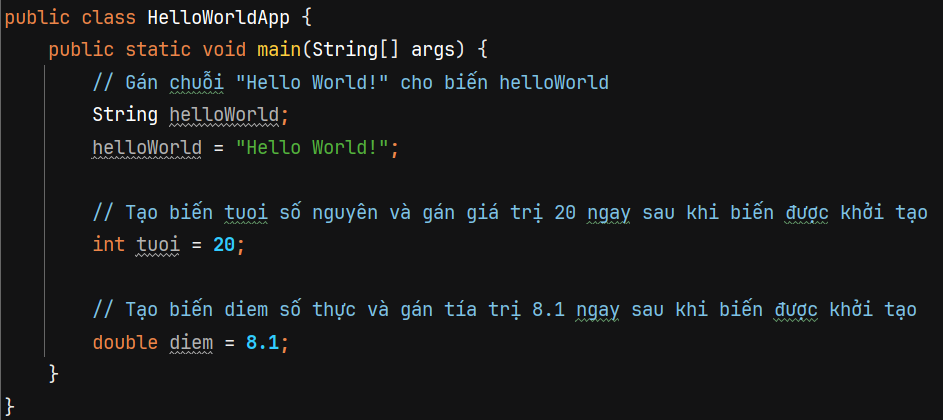 public class HelloWorldApp {
    public static void main(String[] args) {
        // Gán chuỗi "Hello World!" cho biến helloWorld
        String helloWorld;
        helloWorld = "Hello World!";

        // Tạo biến tuoi số nguyên và gán giá trị 20 ngay sau khi biến được khởi tạo
        int tuoi = 20;

        // Tạo biến diem số thực và gán tía trị 8.1 ngay sau khi biến được khởi tạo
        double diem = 8.1;
    }
}